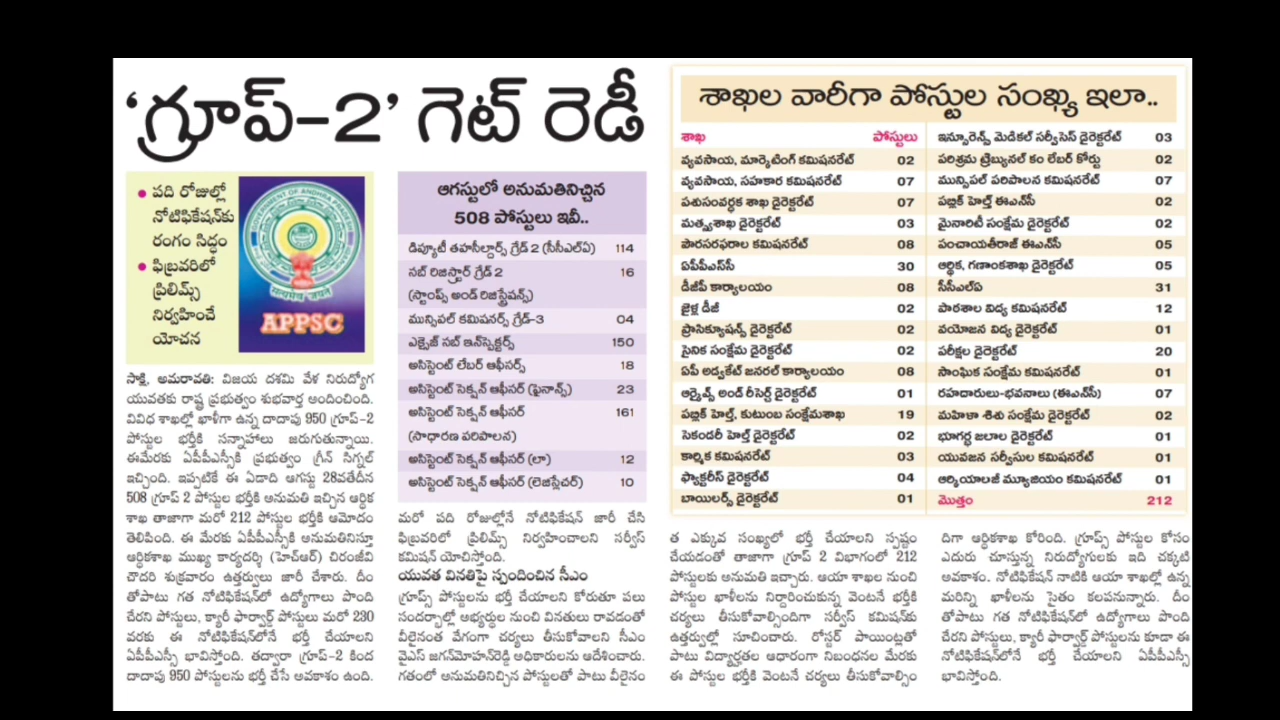 ‘గ్రూప్–2’ గెట్ రెడీ
● పది రోజుల్లో
నోటిఫికేషన్‌కు
రంగం సిద్ధం
● ఫిబ్రవరిలో
ప్రిలిమ్స్
నిర్వహించే
యోచన
APPSC
సాక్షి, అమరావతి: విజయ దశమి వేళ నిరుద్యోగ
యువతకు రాష్ట్ర ప్రభుత్వం శుభవార్త అందించింది.
వివిధ శాఖల్లో ఖాళీగా ఉన్న దాదాపు 950 గ్రూప్–2
పోస్టుల భర్తీకి సన్నాహాలు జరుగుతున్నాయి.
ఈమేరకు ఏపీపీఎస్సీకి ప్రభుత్వం గ్రీన్ సిగ్నల్
ఇచ్చింది. ఇప్పటికే ఈ ఏడాది ఆగస్టు 28వతేదీన
508 గ్రూప్ 2 పోస్టుల భర్తీకి అనుమతి ఇచ్చిన ఆర్థిక
శాఖ తాజాగా మరో 212 పోస్టుల భర్తీకి ఆమోదం
తెలిపింది. ఈ మేరకు ఏపీపీఎస్సీకి అనుమతినిస్తూ
ఆర్థికశాఖ ముఖ్య కార్యదర్శి (హెచ్ఆర్) చిరంజీవి
చౌదరి శుక్రవారం ఉత్తర్వులు జారీ చేశారు. దీం
తోపాటు గత నోటిఫికేషన్‌లో ఉద్యోగాలు పొంది
చేరని పోస్టులు, క్యారీ ఫార్వార్డ్ పోస్టులు మరో 230
వరకు ఈ నోటిఫికేషన్‌లోనే భర్తీ చేయాలని
ఏపీపీఎస్సీ భావిస్తోంది. తద్వారా గ్రూప్–2 కింద
దాదాపు 950 పోస్టులను భర్తీ చేసే అవకాశం ఉంది.
ఆగస్టులో అనుమతినిచ్చిన
508 పోస్టులు ఇవీ..
డిప్యూటీ తహసీల్దార్స్ గ్రేడ్ 2 (సీసీఎల్ఏ) 114
సబ్ రిజిస్ట్రార్ గ్రేడ్ 2 16
(స్టాంప్స్ అండ్ రిజిస్ట్రేషన్స్)
మున్సిపల్ కమిషనర్స్ గ్రేడ్–3 04
ఎక్సైజ్ సబ్ ఇన్‌స్పెక్టర్స్ 150
అసిస్టెంట్ లేబర్ ఆఫీసర్స్ 18
అసిస్టెంట్ సెక్షన్ ఆఫీసర్ (ఫైనాన్స్) 23
అసిస్టెంట్ సెక్షన్ ఆఫీసర్ 161
(సాధారణ పరిపాలన)
అసిస్టెంట్ సెక్షన్ ఆఫీసర్ (లా) 12
అసిస్టెంట్ సెక్షన్ ఆఫీసర్ (లెజిస్లేచర్) 10
మరో పది రోజుల్లోనే నోటిఫికేషన్ జారీ చేసి
ఫిబ్రవరిలో ప్రిలిమ్స్ నిర్వహించాలని సర్వీస్
కమిషన్ యోచిస్తోంది.
యువత వినతిపై స్పందించిన సీఎం
గ్రూప్స్ పోస్టులను భర్తీ చేయాలని కోరుతూ పలు
సందర్భాల్లో అభ్యర్థుల నుంచి వినతులు రావడంతో
వీలైనంత వేగంగా చర్యలు తీసుకోవాలని సీఎం
వైఎస్ జగన్‌మోహన్‌రెడ్డి అధికారులను ఆదేశించారు.
గతంలో అనుమతినిచ్చిన పోస్టులతో పాటు వీలైనం
శాఖల వారీగా పోస్టుల సంఖ్య ఇలా..
శాఖ పోస్టులు
వ్యవసాయ, మార్కెటింగ్ కమిషనరేట్ 02
వ్యవసాయ, సహకార కమిషనరేట్ 07
పశుసంవర్ధక శాఖ డైరెక్టరేట్ 07
మత్స్యశాఖ డైరెక్టరేట్ 03
పౌరసరఫరాల కమిషనరేట్ 08
ఏపీపీఎస్‌సీ 30
డీజీపీ కార్యాలయం 08
జైళ్ల డీజీ 02
ప్రాసిక్యూషన్స్ డైరెక్టరేట్ 02
సైనిక సంక్షేమ డైరెక్టరేట్ 02
ఏపీ అడ్వకేట్ జనరల్ కార్యాలయం 08
ఆర్కైవ్స్ అండ్ రీసెర్చ్ డైరెక్టరేట్ 01
పబ్లిక్ హెల్త్, కుటుంబ సంక్షేమశాఖ 19
సెకండరీ హెల్త్ డైరెక్టరేట్ 02
కార్మిక కమిషనరేట్ 03
ఫ్యాక్టరీస్ డైరెక్టరేట్ 04
బాయిలర్స్ డైరెక్టరేట్ 01
ఇన్సూరెన్స్ మెడికల్ సర్వీసెస్ డైరెక్టరేట్ 03
పరిశ్రమ ట్రిబ్యునల్ కం లేబర్ కోర్టు 02
మున్సిపల్ పరిపాలన కమిషనరేట్ 07
పబ్లిక్ హెల్త్ ఈఎన్‌సీ 02
మైనారిటీ సంక్షేమ డైరెక్టరేట్ 02
పంచాయతీరాజ్ ఈఎన్‌సీ 05
ఆర్థిక, గణాంకశాఖ డైరెక్టరేట్ 05
సీసీఎల్ఏ 31
పాఠశాల విద్య కమిషనరేట్ 12
వయోజన విద్య డైరెక్టరేట్ 01
పరీక్షల డైరెక్టరేట్ 20
సాంఘిక సంక్షేమ కమిషనరేట్ 01
రహదారులు-భవనాలు (ఈఎన్‌సీ) 07
మహిళా శిశు సంక్షేమ డైరెక్టరేట్ 02
భూగర్భ జలాల డైరెక్టరేట్ 01
యువజన సర్వీసుల కమిషనరేట్ 01
ఆర్కియాలజీ మ్యూజియం కమిషనరేట్ 01
మొత్తం 212
త ఎక్కువ సంఖ్యలో భర్తీ చేయాలని స్పష్టం
చేయడంతో తాజాగా గ్రూప్ 2 విభాగంలో 212
పోస్టులకు అనుమతి ఇచ్చారు. ఆయా శాఖల నుంచి
పోస్టుల ఖాళీలను నిర్ధారించుకున్న వెంటనే భర్తీకి
చర్యలు తీసుకోవాల్సిందిగా సర్వీస్ కమిషన్‌కు
ఉత్తర్వుల్లో సూచించారు. రోస్టర్ పాయింట్లతో
పాటు విద్యార్హతల ఆధారంగా నిబంధనల మేరకు
ఈ పోస్టుల భర్తీకి వెంటనే చర్యలు తీసుకోవాల్సిం
దిగా ఆర్థికశాఖ కోరింది. గ్రూప్స్ పోస్టుల కోసం
ఎదురు చూస్తున్న నిరుద్యోగులకు ఇది చక్కటి
అవకాశం. నోటిఫికేషన్ నాటికి ఆయా శాఖల్లో ఉన్న
మరిన్ని ఖాళీలను సైతం కలపనున్నారు. దీం
తోపాటు గత నోటిఫికేషన్‌లో ఉద్యోగాలు పొంది
చేరని పోస్టులు, క్యారీ ఫార్వార్డ్ పోస్టులను కూడా ఈ
నోటిఫికేషన్‌లోనే భర్తీ చేయాలని ఏపీపీఎస్సీ
భావిస్తోంది.